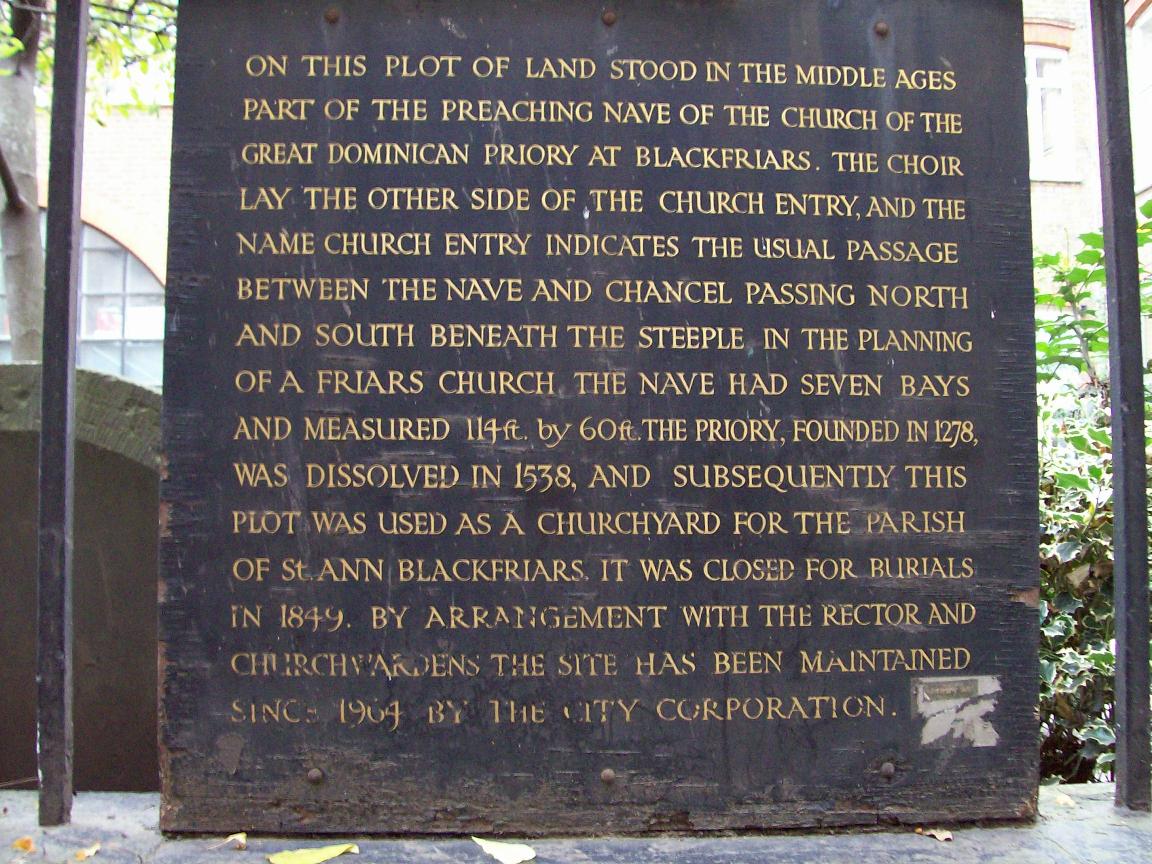 ON THIS PLOT OF LAND STOOD IN THE MIDDLE AGES
PART OF THE PREACHING NAVE OF THE CHURCH OF THE
GREAT DOMINICAN PRIORY AT BLACKFRIARS. THE CHOIR
LAY THE OTHER SIDE OF THE CHURCH ENTRY, AND THE
NAME CHURCH ENTRY INDICATES THE USUAL PASSAGE
BETWEEN THE NAVE AND CHANCEL PASSING NORTH
AND SOUTH BENEATH THE STEEPLE. IN THE PLANNING
OF A FRIARS CHURCH THE NAVE HAD SEVEN BAYS
AND MEASURED 114ft. by 60ft. THE PRIORY, FOUNDED IN 1278,
WAS DISSOLVED IN 1538, AND SUBSEQUENTLY THIS
PLOT WAS USED AS A CHURCHYARD FOR THE PARISH
OF St. ANN BLACKFRIARS. IT WAS CLOSED FOR BURIALS
IN 1849. BY ARRANGEMENT WITH THE RECTOR AND
CHURCHWARDENS THE SITE HAS BEEN MAINTAINED
SINCE 1964 BY THE CITY CORPORATION.